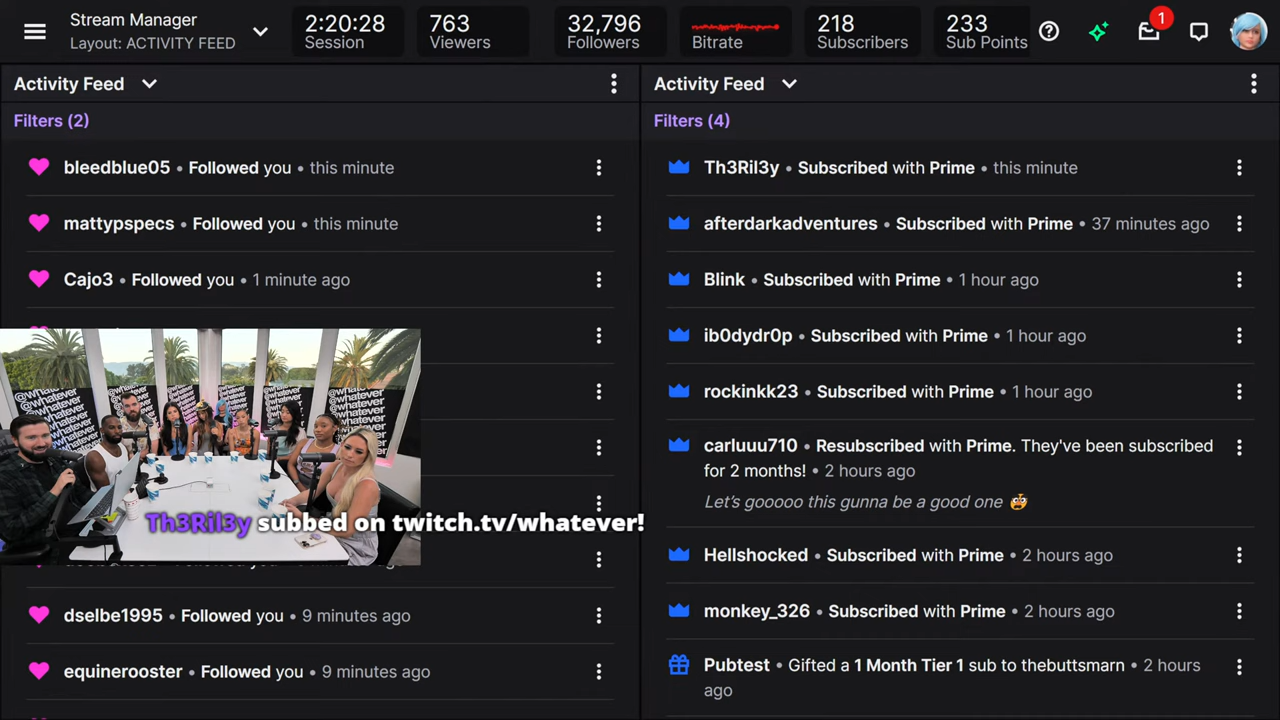 Stream Manager
Layout: ACTIVITY FEED
2:20:28
Session
763
Viewers
32,796
Followers
Bitrate
218
Subscribers
233
Sub Points
1
Activity Feed
Filters (2)
bleedblue05 • Followed you • this minute
mattypspecs • Followed you • this minute
Cajo3 • Followed you • 1 minute ago
@whatever
Th3Ril3y subbed on twitch.tv/whatever!
dselbe1995 • Followed you • 9 minutes ago
equinerooster • Followed you • 9 minutes ago
Activity Feed
Filters (4)
Th3Ril3y • Subscribed with Prime • this minute
afterdarkadventures • Subscribed with Prime • 37 minutes ago
Blink • Subscribed with Prime • 1 hour ago
ib0dydr0p • Subscribed with Prime • 1 hour ago
rockinkk23 • Subscribed with Prime • 1 hour ago
carluuu710 • Resubscribed with Prime. They've been subscribed
for 2 months! • 2 hours ago
Let's gooooo this gunna be a good one
Hellshocked • Subscribed with Prime • 2 hours ago
monkey_326 • Subscribed with Prime • 2 hours ago
Pubtest • Gifted a 1 Month Tier 1 sub to thebuttsmarn • 2 hours
ago